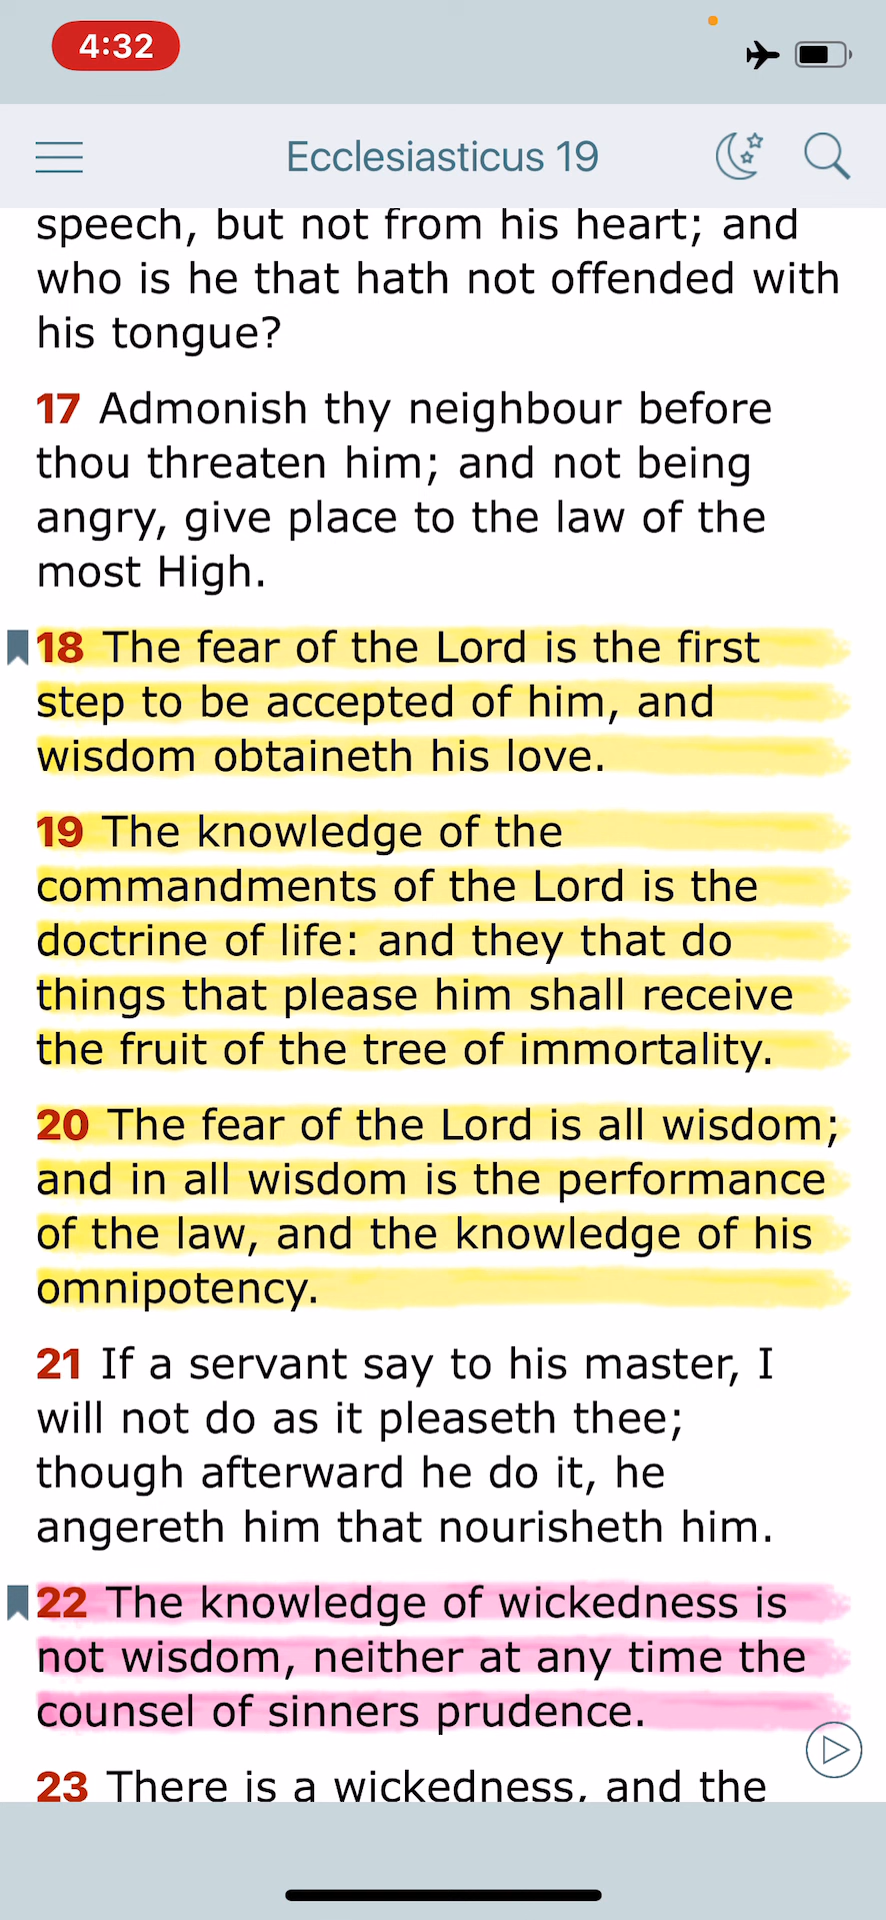 4:32
Ecclesiasticus 19
speech, but not from his heart; and
who is he that hath not offended with
his tongue?
17 Admonish thy neighbour before
thou threaten him; and not being
angry, give place to the law of the
most High.
18 The fear of the Lord is the first
step to be accepted of him, and
wisdom obtaineth his love.
19 The knowledge of the
commandments of the Lord is the
doctrine of life: and they that do
things that please him shall receive
the fruit of the tree of immortality.
20 The fear of the Lord is all wisdom;
and in all wisdom is the performance
of the law, and the knowledge of his
omnipotency.
21 If a servant say to his master, I
will not do as it pleaseth thee;
though afterward he do it, he
angereth him that nourisheth him.
22 The knowledge of wickedness is
not wisdom, neither at any time the
counsel of sinners prudence.
23 There is a wickedness, and the